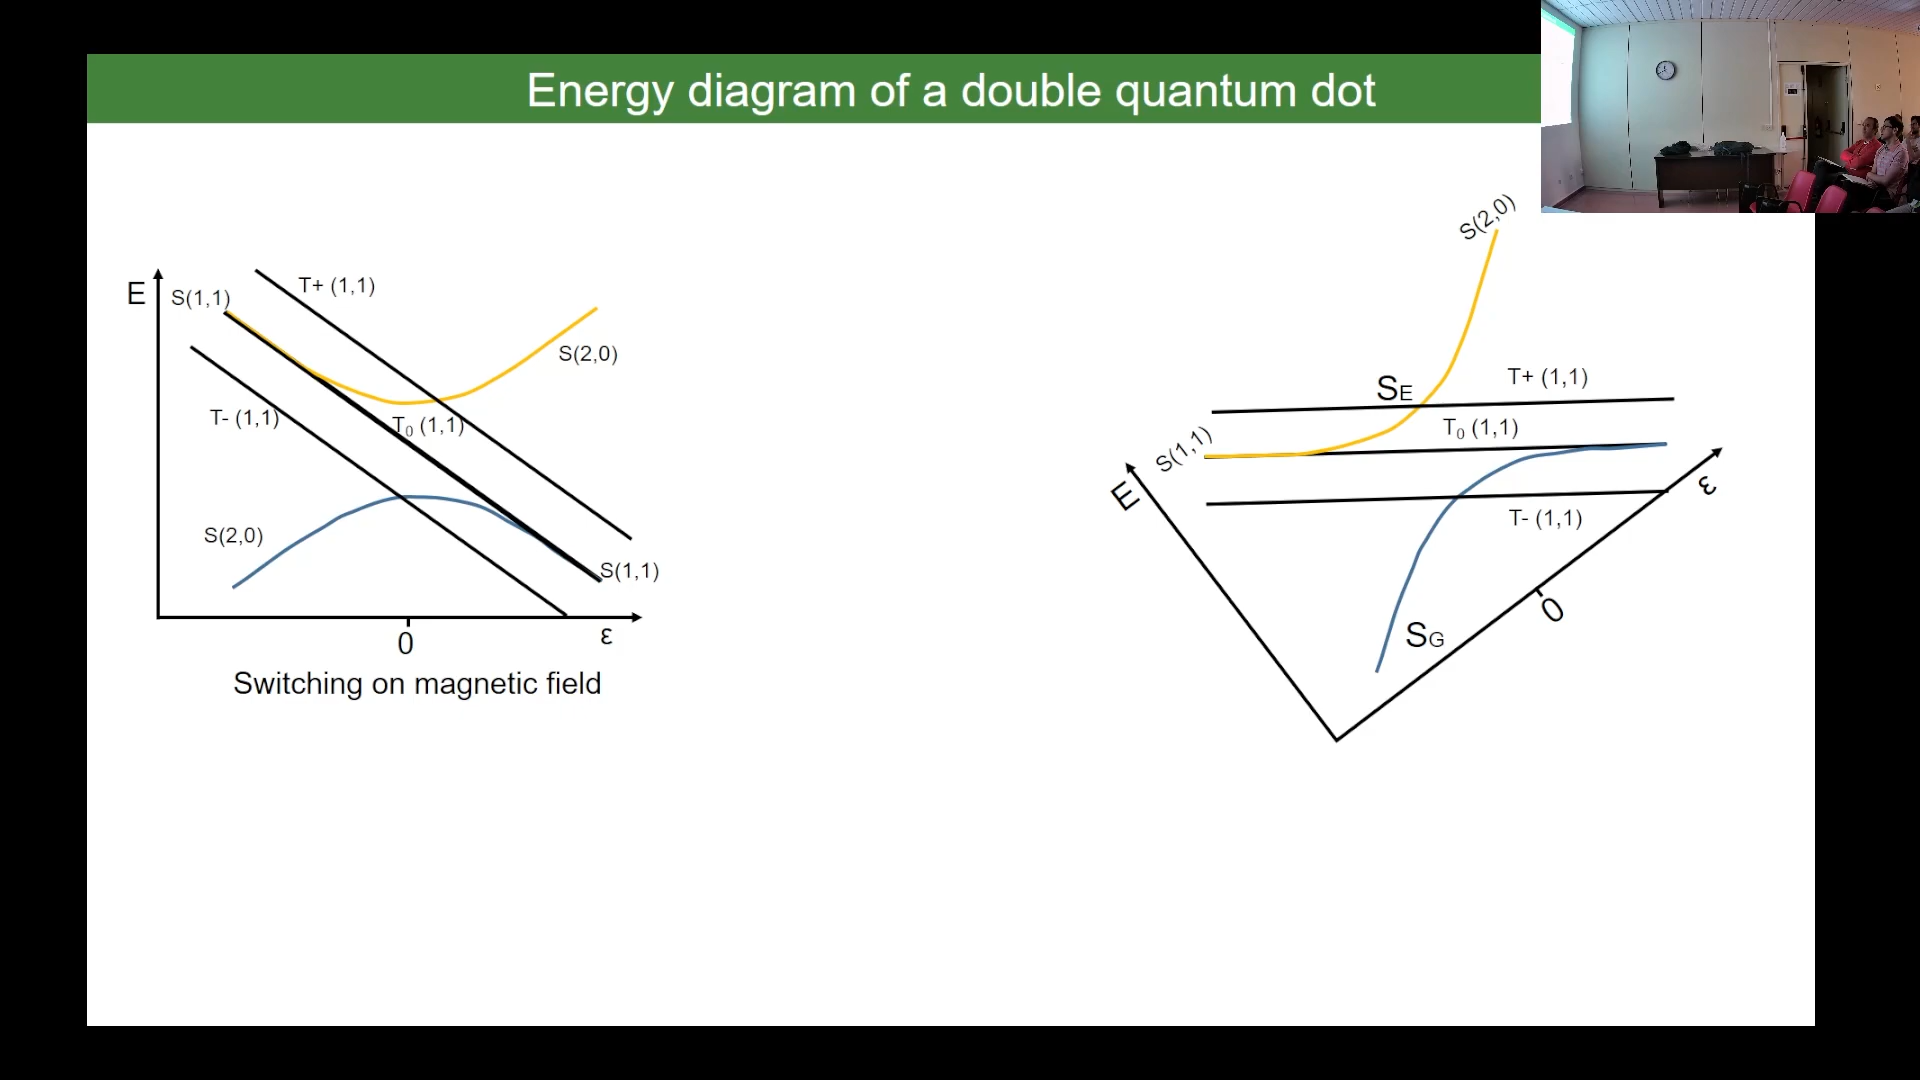 Energy diagram of a double quantum dot
E
S(1,1)
T+ (1,1)
S(2,0)
T- (1,1)
T₀ (1,1)
S(2,0)
S(1,1)
0
ε
Switching on magnetic field
S(2,0)
SE
T+ (1,1)
T₀ (1,1)
S(1,1)
E
ε
T- (1,1)
0
SG